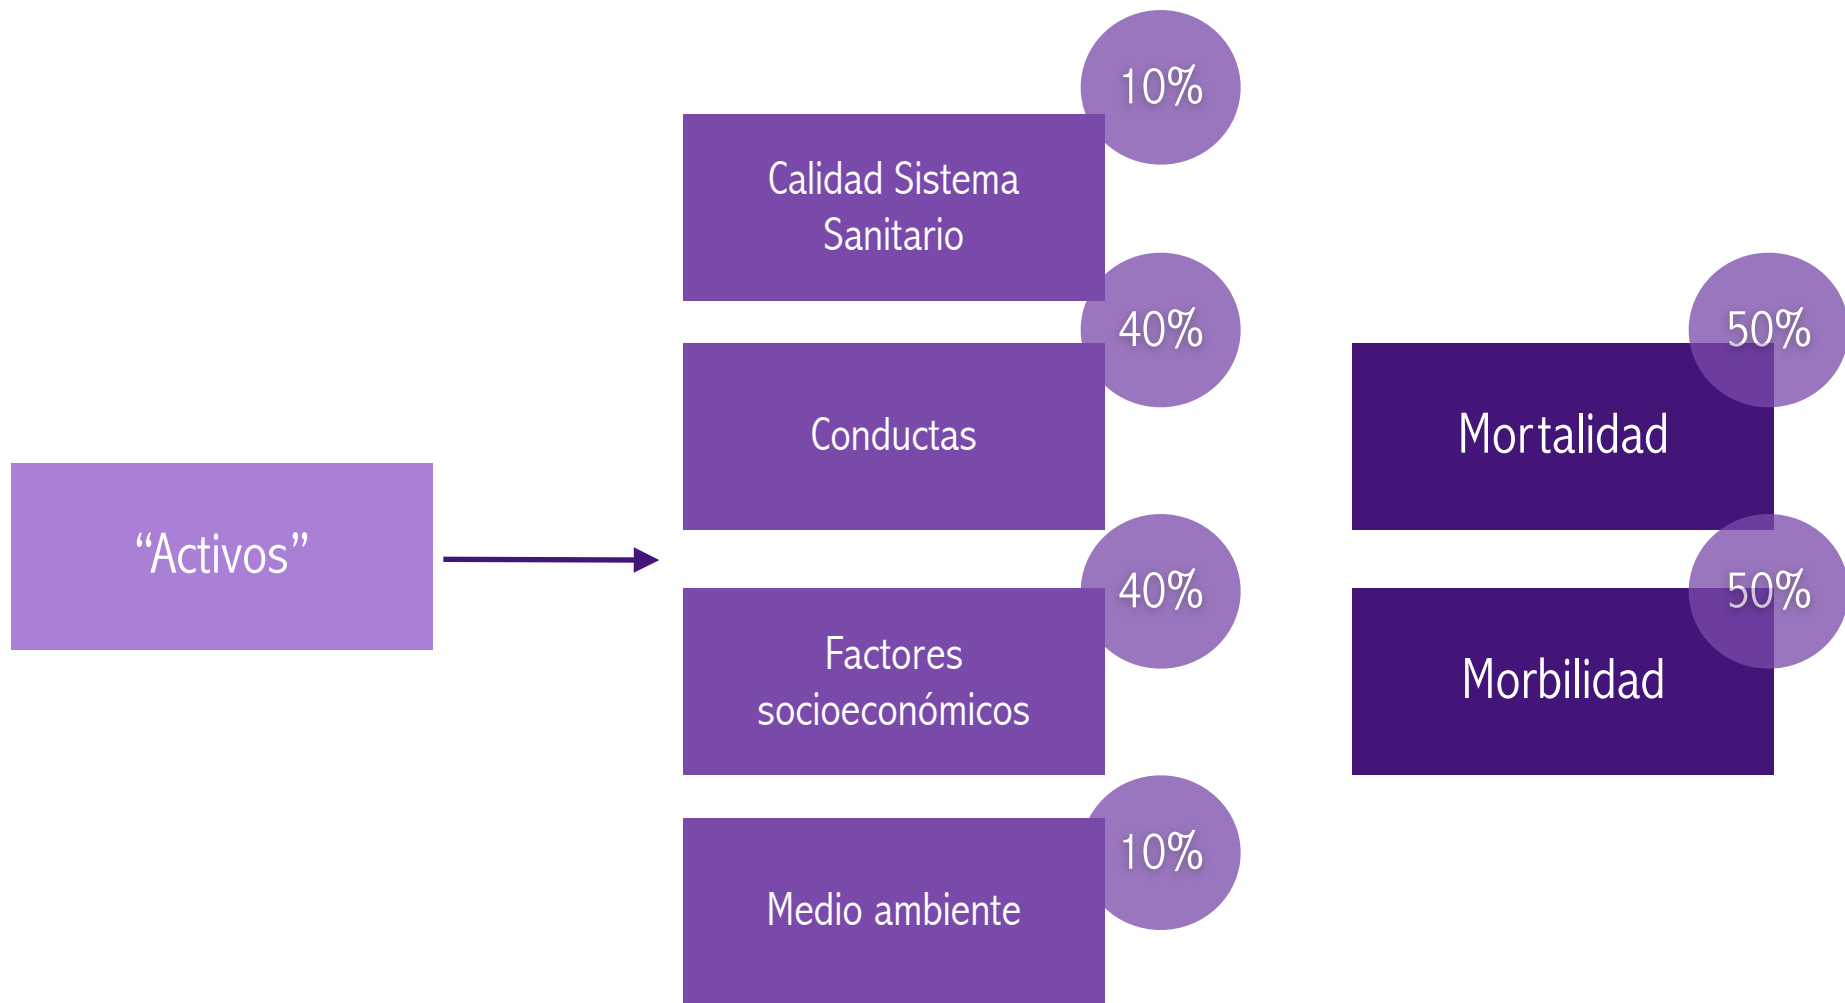 “Activos”
10%
Calidad Sistema
Sanitario
40%
Conductas
40%
Factores
socioeconómicos
10%
Medio ambiente
50%
Mortalidad
50%
Morbilidad